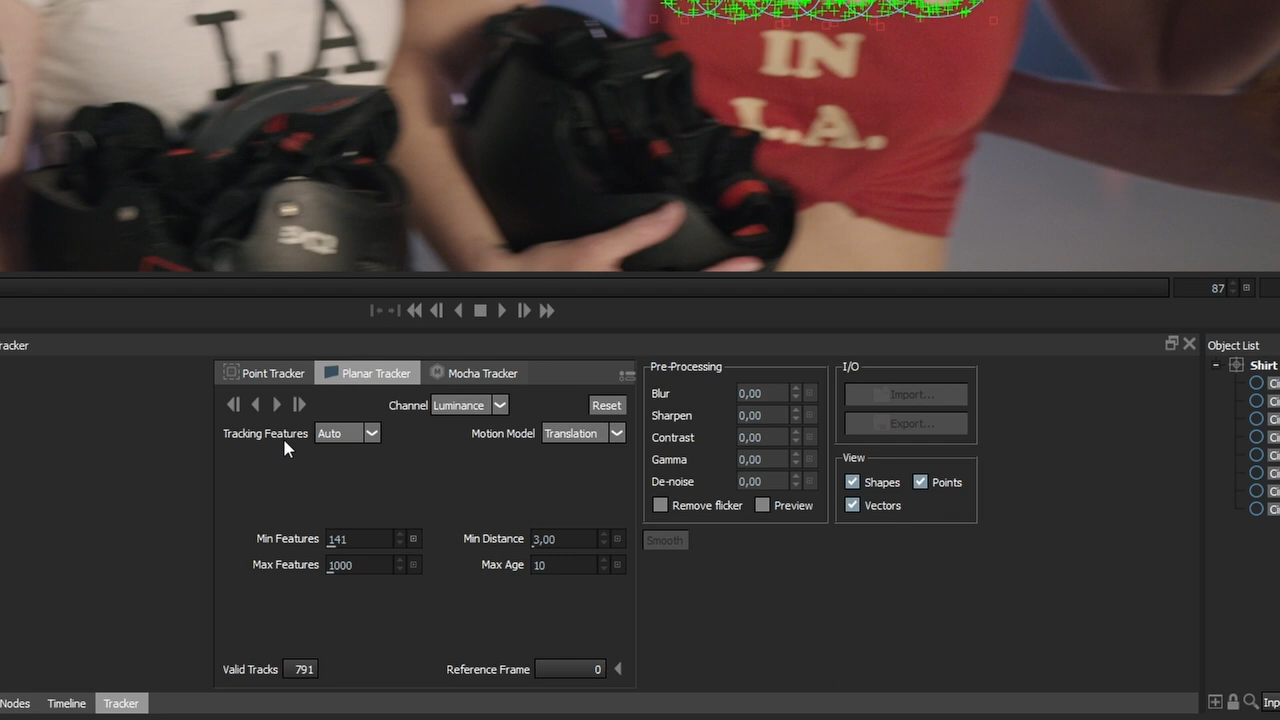 L.A
IN
L.A.
87
racker
Object List
Point Tracker
Planar Tracker
Mocha Tracker
Pre-Processing
I/O
Shirt
Channel Luminance
Reset
Blur 0,00
Import...
Tracking Features Auto
Motion Model Translation
Sharpen 0,00
Export...
Contrast 0,00
Gamma 0,00
View
De-noise 0,00
Shapes
Points
Remove flicker
Preview
Vectors
Min Features 141
Min Distance 3,00
Smooth
Max Features 1000
Max Age 10
Valid Tracks 791
Reference Frame 0
Nodes
Timeline
Tracker
Inp